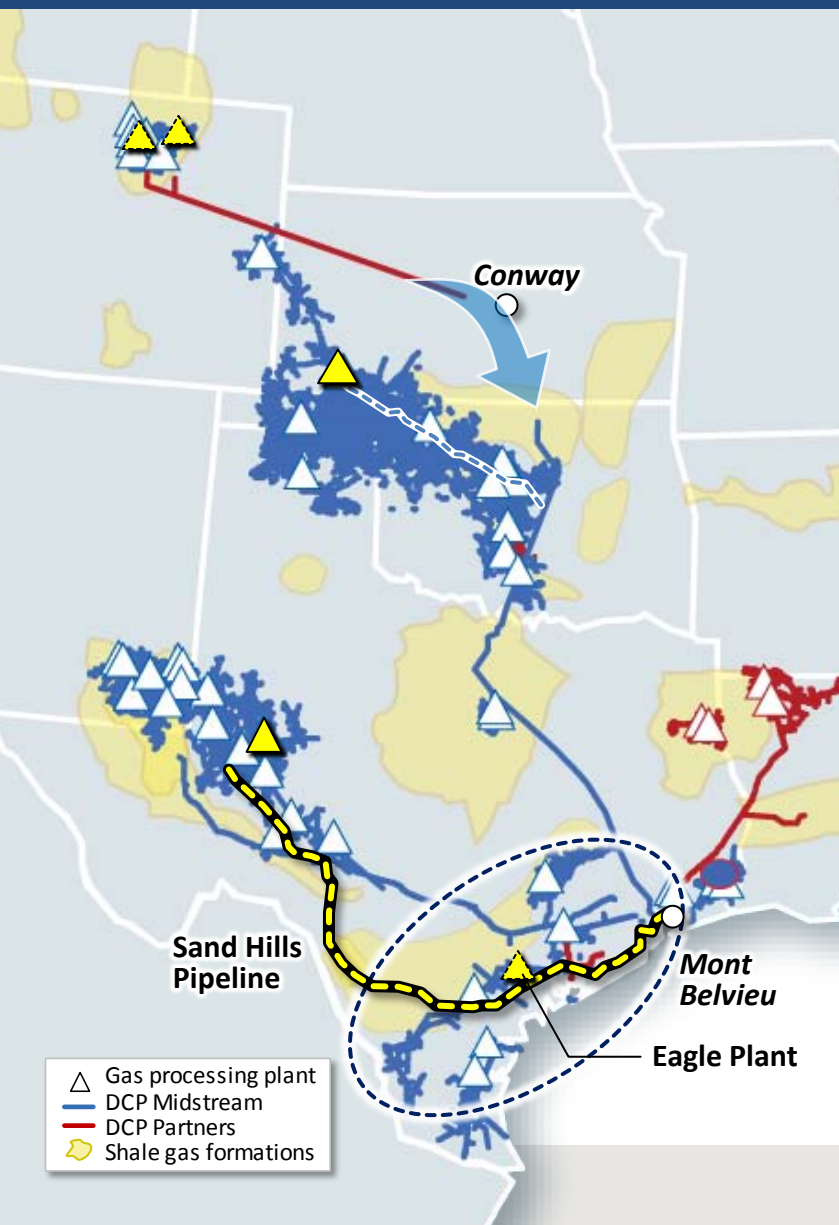 Conway
Sand Hills
Pipeline
Mont
Belvieu
Eagle Plant
Gas processing plant
DCP Midstream
DCP Partners
Shale gas formations